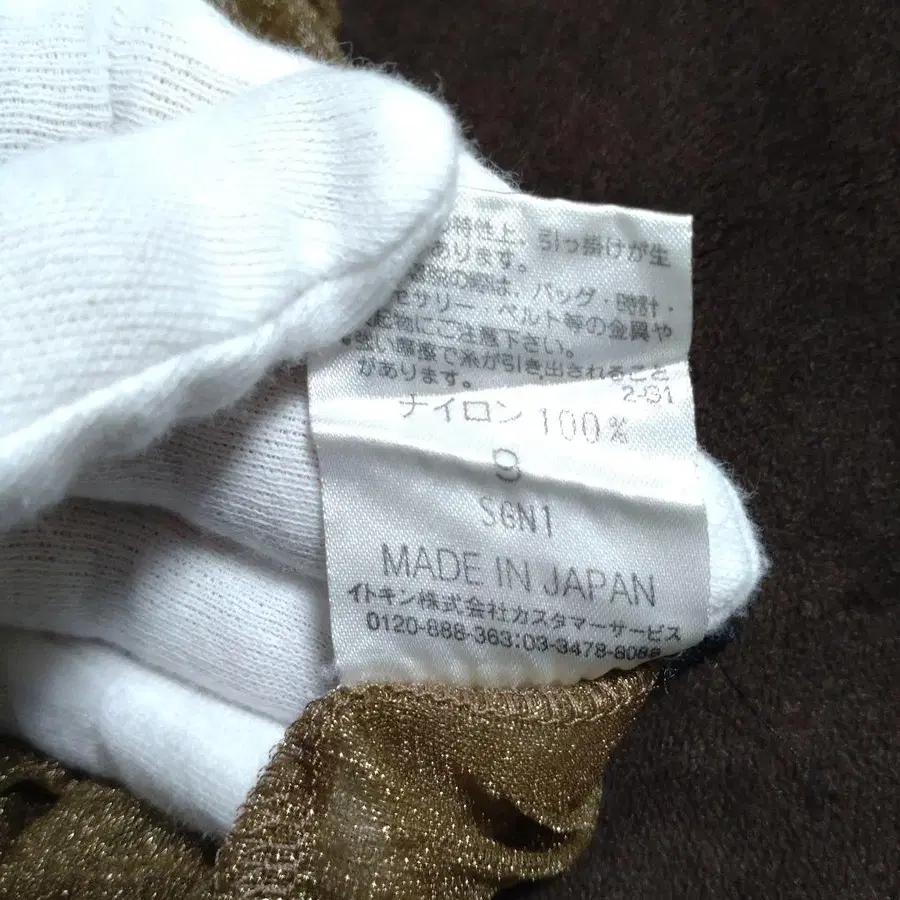 特性上、引っ掛けが生
あります。
の際は、バッグ・時計・
セサリー・ベルト等の金具や
起物にご注意下さい。
強い摩擦で糸が引き出されること
があります。
2-G1
ナイロン 100%
9
SGN1
MADE IN JAPAN
イトキン株式会社カスタマーサービス
0120-888-363:03-3478-8088